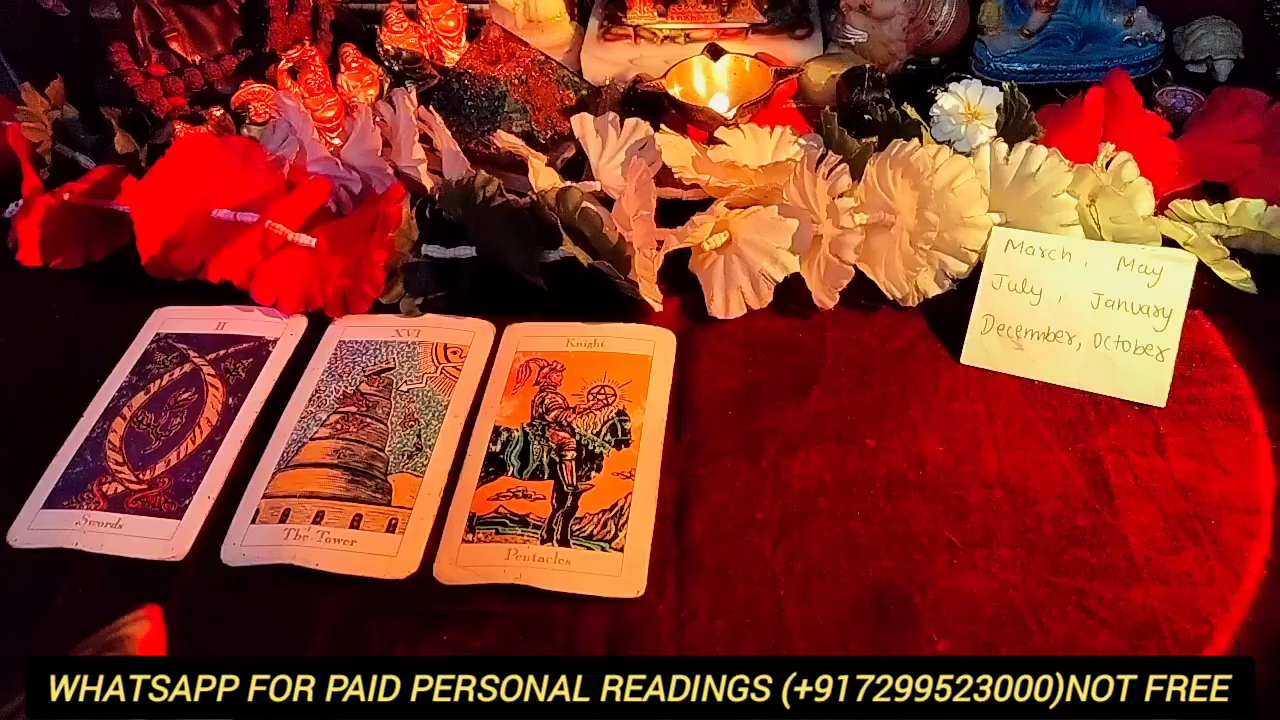 II
Swords
XVI
The Tower
Knight
Pentacles
March, May
July, January
December, October
WHATSAPP FOR PAID PERSONAL READINGS (+917299523000)NOT FREE